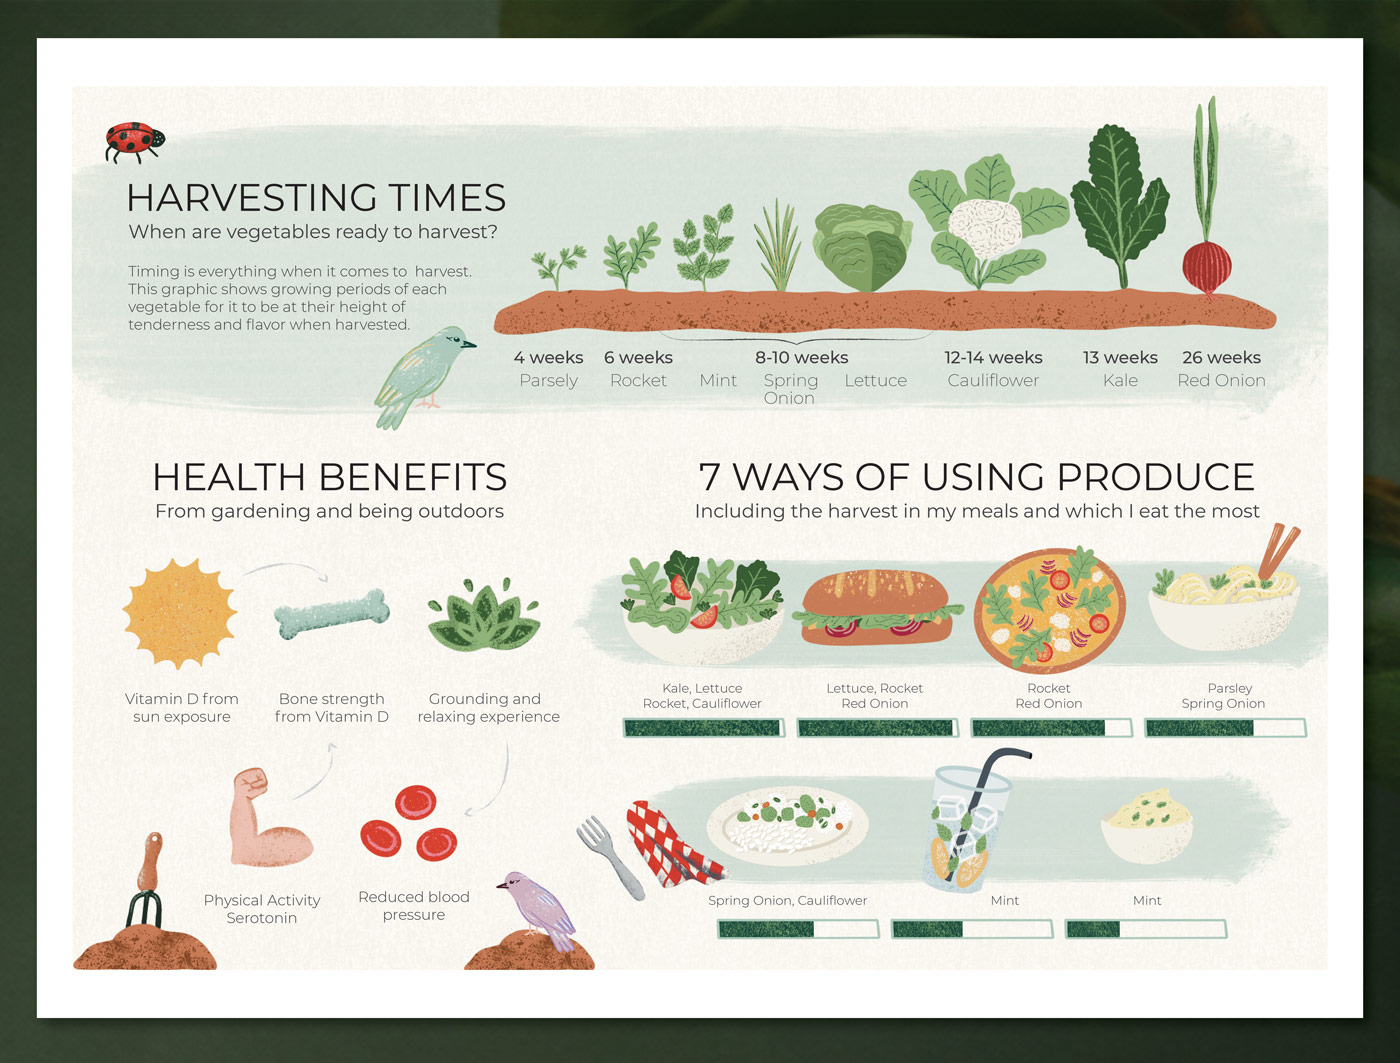 HARVESTING TIMES
When are vegetables ready to harvest?
Timing is everything when it comes to harvest.
This graphic shows growing periods of each
vegetable for it to be at their height of
tenderness and flavor when harvested.
4 weeks
Parsely
6 weeks
Rocket
8-10 weeks
Mint
Spring
Onion
Lettuce
12-14 weeks
Cauliflower
13 weeks
Kale
26 weeks
Red Onion
HEALTH BENEFITS
From gardening and being outdoors
Vitamin D from
sun exposure
Bone strength
from Vitamin D
Grounding and
relaxing experience
Physical Activity
Serotonin
Reduced blood
pressure
7 WAYS OF USING PRODUCE
Including the harvest in my meals and which I eat the most
Kale, Lettuce
Rocket, Cauliflower
Lettuce, Rocket
Red Onion
Rocket
Red Onion
Parsley
Spring Onion
Spring Onion, Cauliflower
Mint
Mint